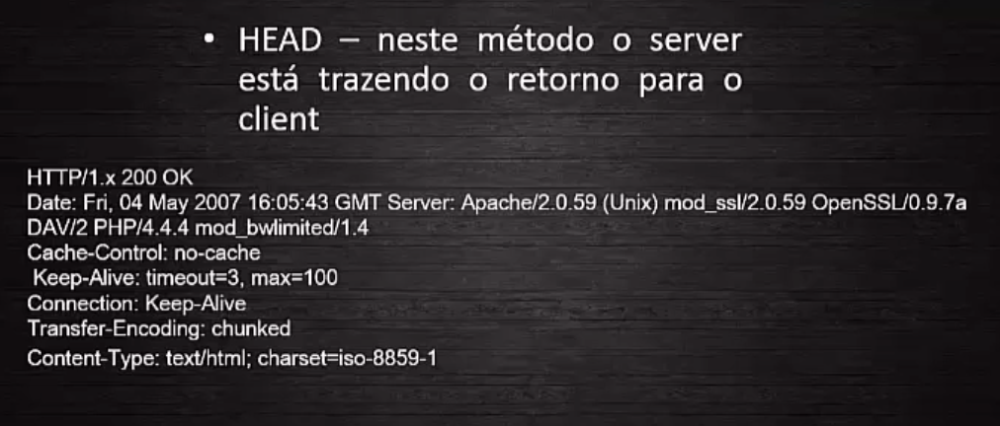 • HEAD – neste método o server
está trazendo o retorno para o
client
HTTP/1.x 200 OK
Date: Fri, 04 May 2007 16:05:43 GMT Server: Apache/2.0.59 (Unix) mod_ssl/2.0.59 OpenSSL/0.9.7a
DAV/2 PHP/4.4.4 mod_bwlimited/1.4
Cache-Control: no-cache
Keep-Alive: timeout=3, max=100
Connection: Keep-Alive
Transfer-Encoding: chunked
Content-Type: text/html; charset=iso-8859-1